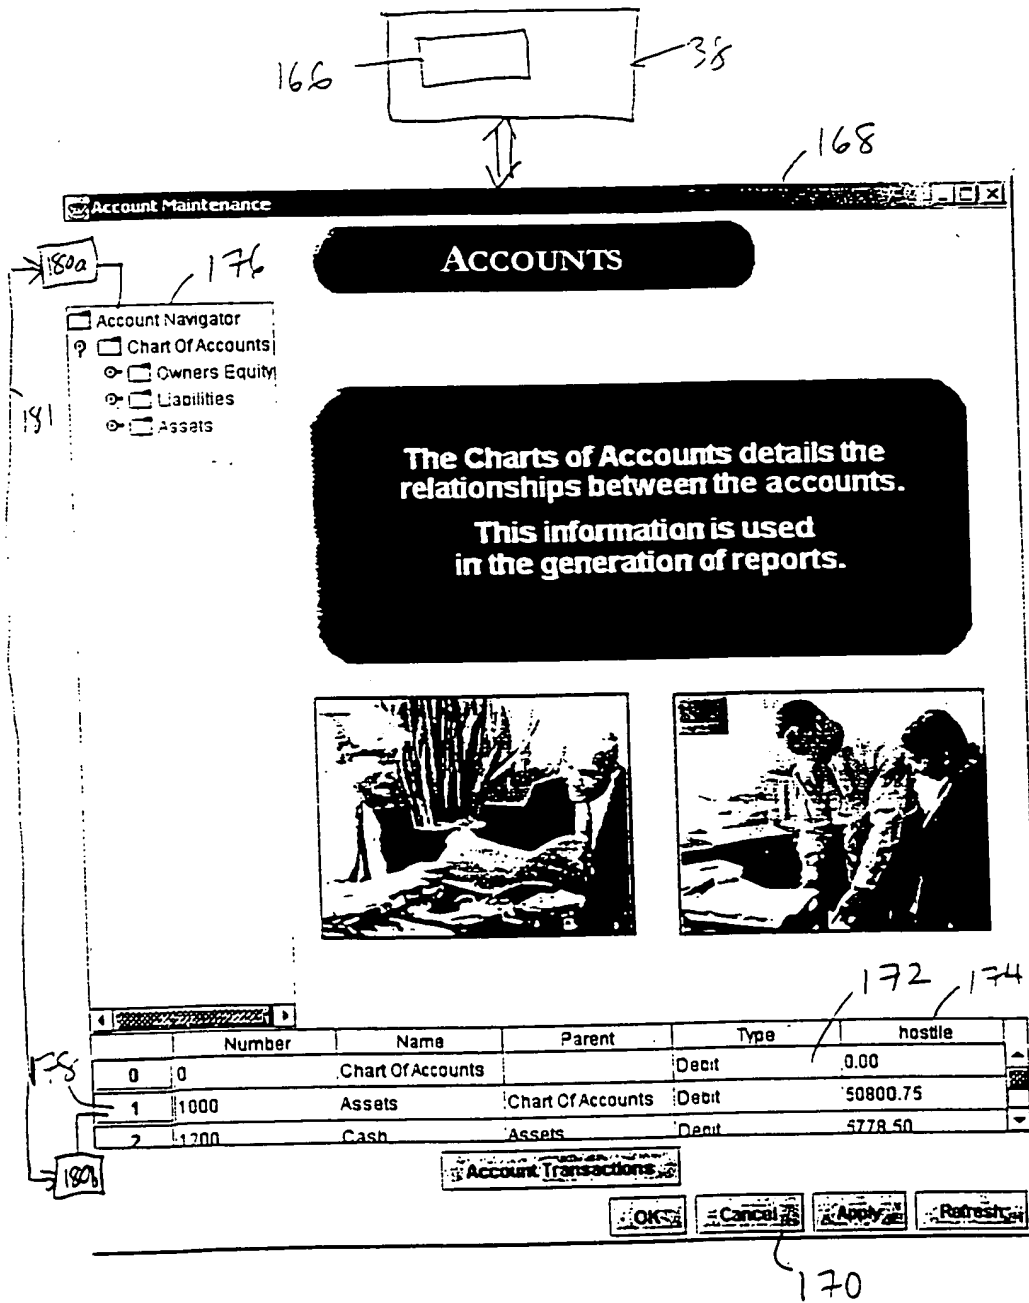 166
38
168
Account Maintenance
180a
176
ACCOUNTS
Account Navigator
Chart Of Accounts
Owners Equity
Liabilities
Assets
181
The Charts of Accounts details the
relationships between the accounts.
This information is used
in the generation of reports.
172
174
Number Name Parent Type hostile
0 0 Chart Of Accounts Debit 0.00
1 1000 Assets Chart Of Accounts Debit 50800.75
2 1200 Cash Assets Debit 5778.50
180b
Account Transactions
OK Cancel Apply Refresh
170